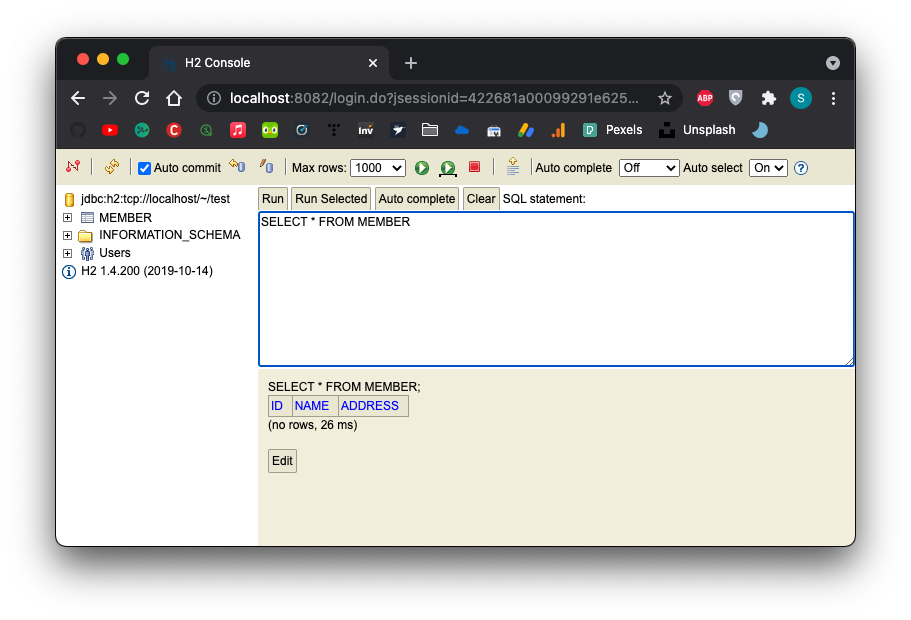 H2 Console
localhost:8082/login.do?jsessionid=422681a00099291e625...
ABP
S
C
Inv
Pexels
Unsplash
Auto commit
Max rows: 1000
Auto complete Off Auto select On ?
jdbc:h2:tcp://localhost/~/test
MEMBER
INFORMATION_SCHEMA
Users
H2 1.4.200 (2019-10-14)
Run Run Selected Auto complete Clear SQL statement:
SELECT * FROM MEMBER
SELECT * FROM MEMBER;
ID NAME ADDRESS
(no rows, 26 ms)
Edit